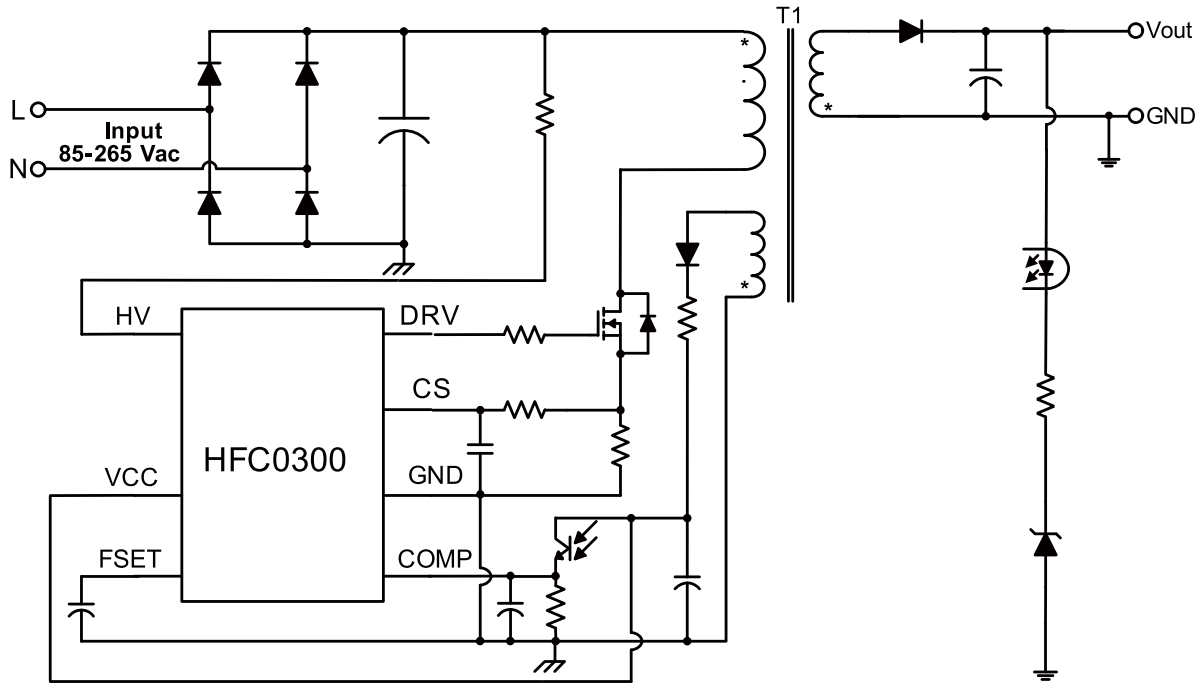 T1
Vout
L
Input
85-265 Vac
GND
N
*
*
*
HV
DRV
CS
HFC0300
VCC
GND
FSET
COMP